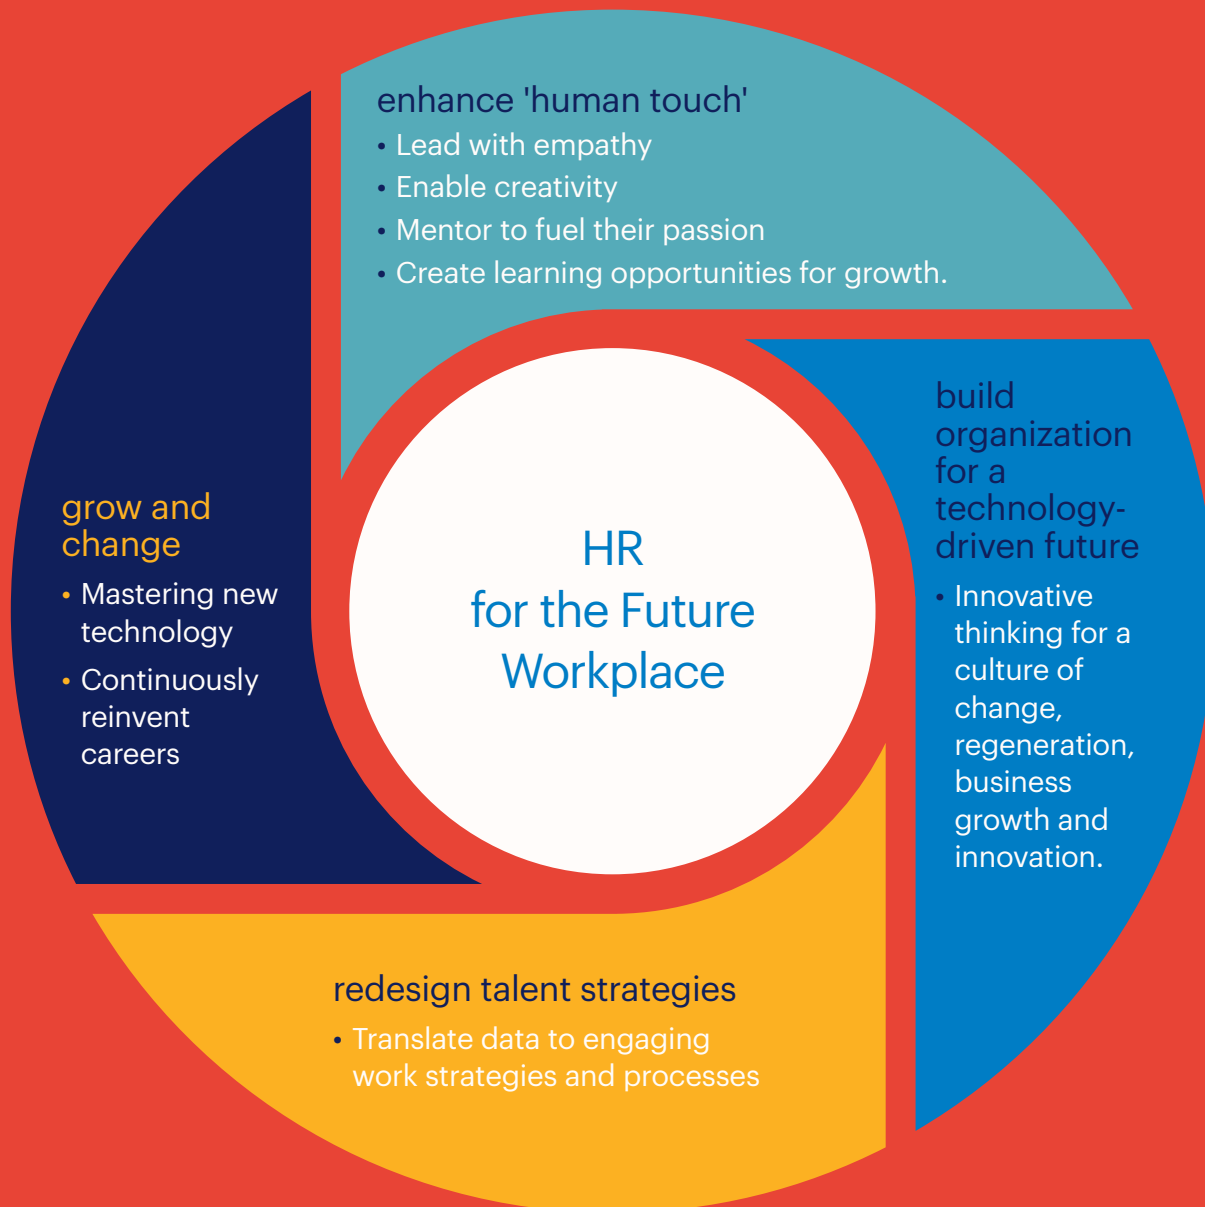 enhance 'human touch'
• Lead with empathy
• Enable creativity
• Mentor to fuel their passion
• Create learning opportunities for growth.
build
organization
for a
technology-
driven future
• Innovative
thinking for a
culture of
change,
regeneration,
business
growth and
innovation.
redesign talent strategies
• Translate data to engaging
work strategies and processes
grow and
change
• Mastering new
technology
• Continuously
reinvent
careers
HR
for the Future
Workplace